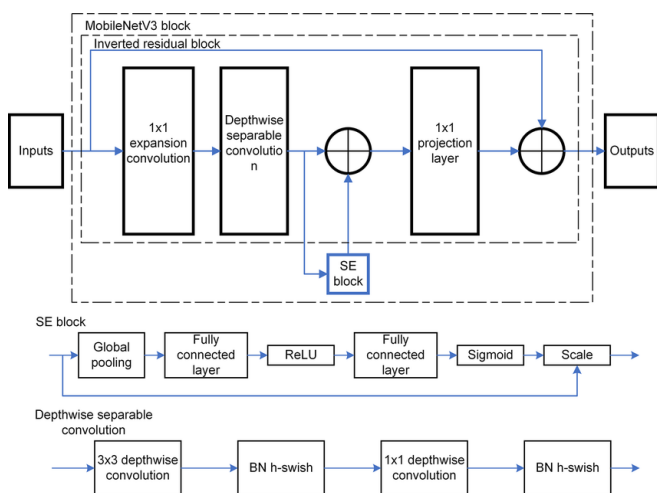 MobileNetV3 block
Inverted residual block
Inputs
1x1
expansion
convolution
Depthwise
separable
convolutio
n
1x1
projection
layer
Outputs
SE
block
SE block
Global
pooling
Fully
connected
layer
ReLU
Fully
connected
layer
Sigmoid
Scale
Depthwise separable
convolution
3x3 depthwise
convolution
BN h-swish
1x1 depthwise
convolution
BN h-swish